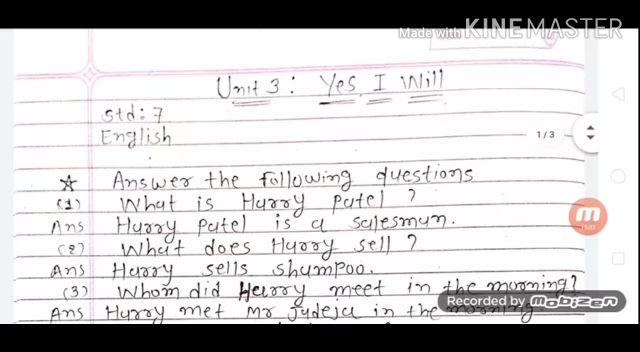 Made with KINEMASTER
Unit 3 : Yes I Will
Std: 7
English
1/3
☆ Answer the following questions
(1) What is Harry Patel ?
Ans Harry Patel is a salesman.
(2) What does Harry sell ?
Ans Harry sells shampoo.
(3) Whom did Harry meet in the morning?
Recorded by Mobizen
Ans Harry met Mr Jadeja in the morning.